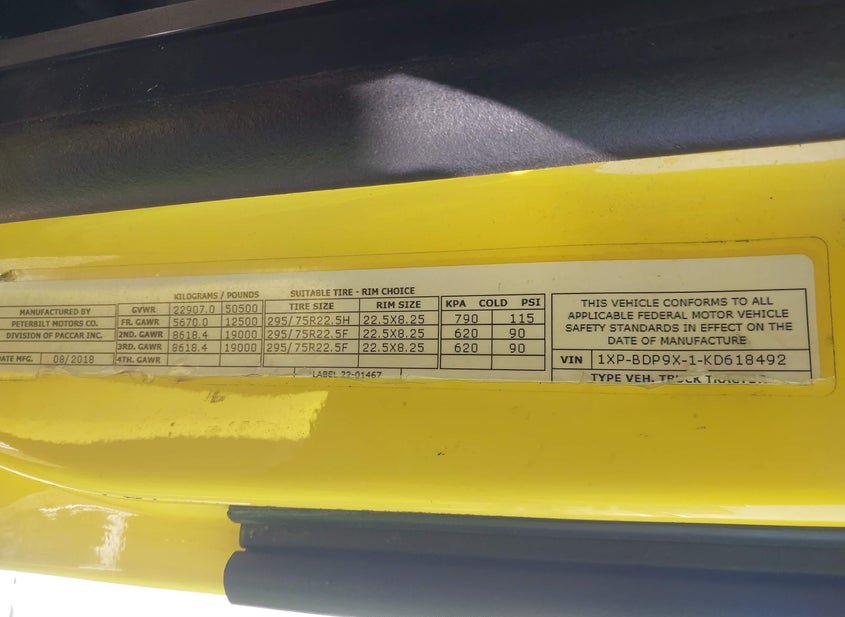 KILOGRAMS / POUNDS SUITABLE TIRE - RIM CHOICE
TIRE SIZE RIM SIZE KPA COLD PSI
MANUFACTURED BY GVWR 22907.0 50500
PETERBILT MOTORS CO. FR. GAWR 5670.0 12500 295/75R22.5H 22.5X8.25 790 115
DIVISION OF PACCAR INC. 2ND. GAWR 8618.4 19000 295/75R22.5F 22.5X8.25 620 90
3RD. GAWR 8618.4 19000 295/75R22.5F 22.5X8.25 620 90
DATE MFG. 08/2018 4TH. GAWR
LABEL 22-01467
THIS VEHICLE CONFORMS TO ALL
APPLICABLE FEDERAL MOTOR VEHICLE
SAFETY STANDARDS IN EFFECT ON THE
DATE OF MANUFACTURE
VIN 1XP-BDP9X-1-KD618492
TYPE VEH. TRUCK TRACTOR